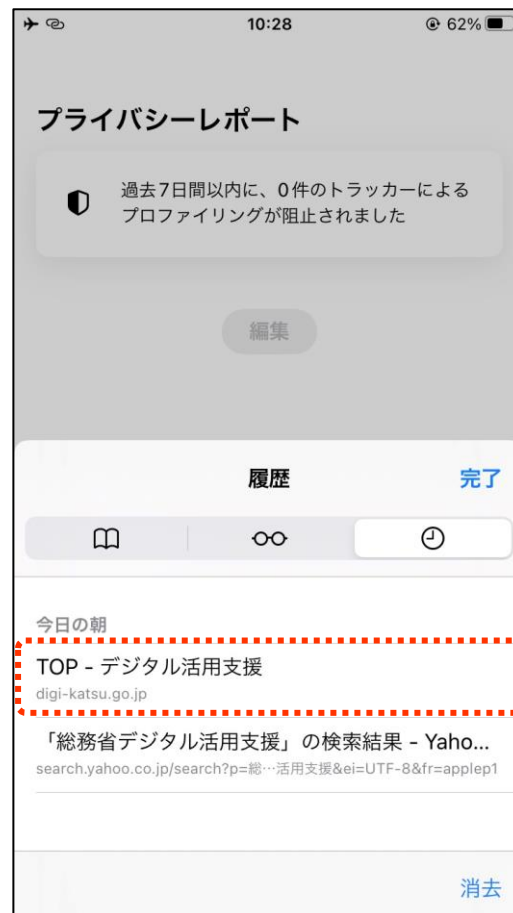 10:28
62%
プライバシーレポート
過去7日間以内に、0件のトラッカーによる
プロファイリングが阻止されました
編集
履歴
完了
今日の朝
TOP - デジタル活用支援
digi-katsu.go.jp
「総務省デジタル活用支援」の検索結果 - Yaho...
search.yahoo.co.jp/search?p=総…活用支援&ei=UTF-8&fr=applep1
消去